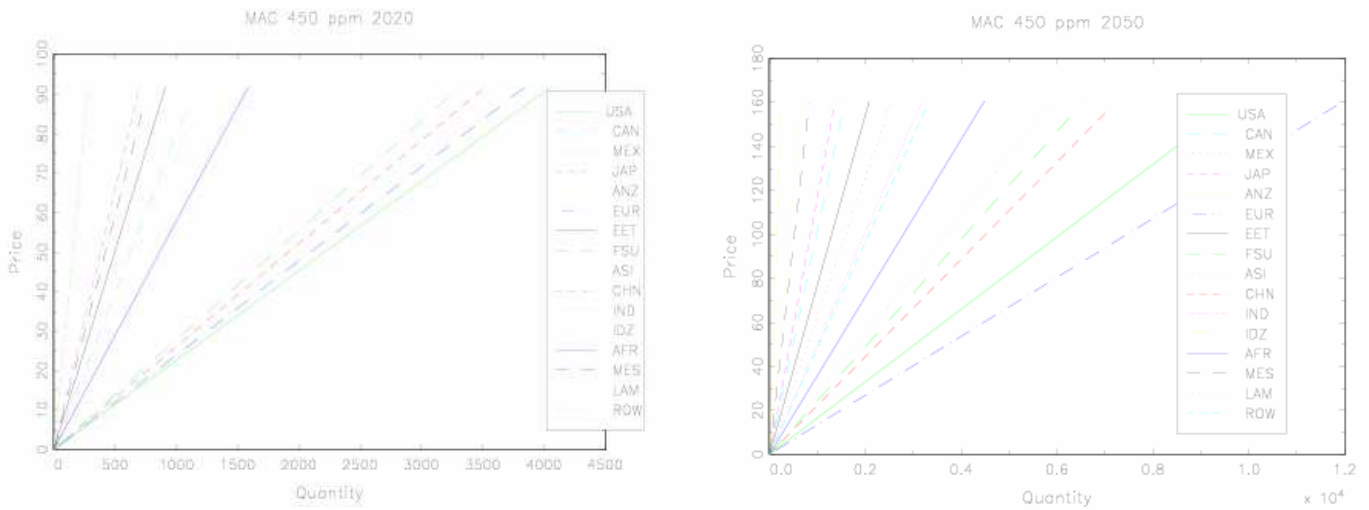 MAC 450 ppm 2020
100
90
80
70
60
50
40
30
20
10
0
Price
0 500 1000 1500 2000 2500 3000 3500 4000 4500
Quantity
USA
CAN
MEX
JAP
ANZ
EUR
EET
FSU
ASI
CHN
IND
IDZ
AFR
MES
LAM
ROW
MAC 450 ppm 2050
180
160
140
120
100
80
60
40
20
0
Price
0.0 0.2 0.4 0.6 0.8 1.0 1.2
Quantity
x 10^4
USA
CAN
MEX
JAP
ANZ
EUR
EET
FSU
ASI
CHN
IND
IDZ
AFR
MES
LAM
ROW